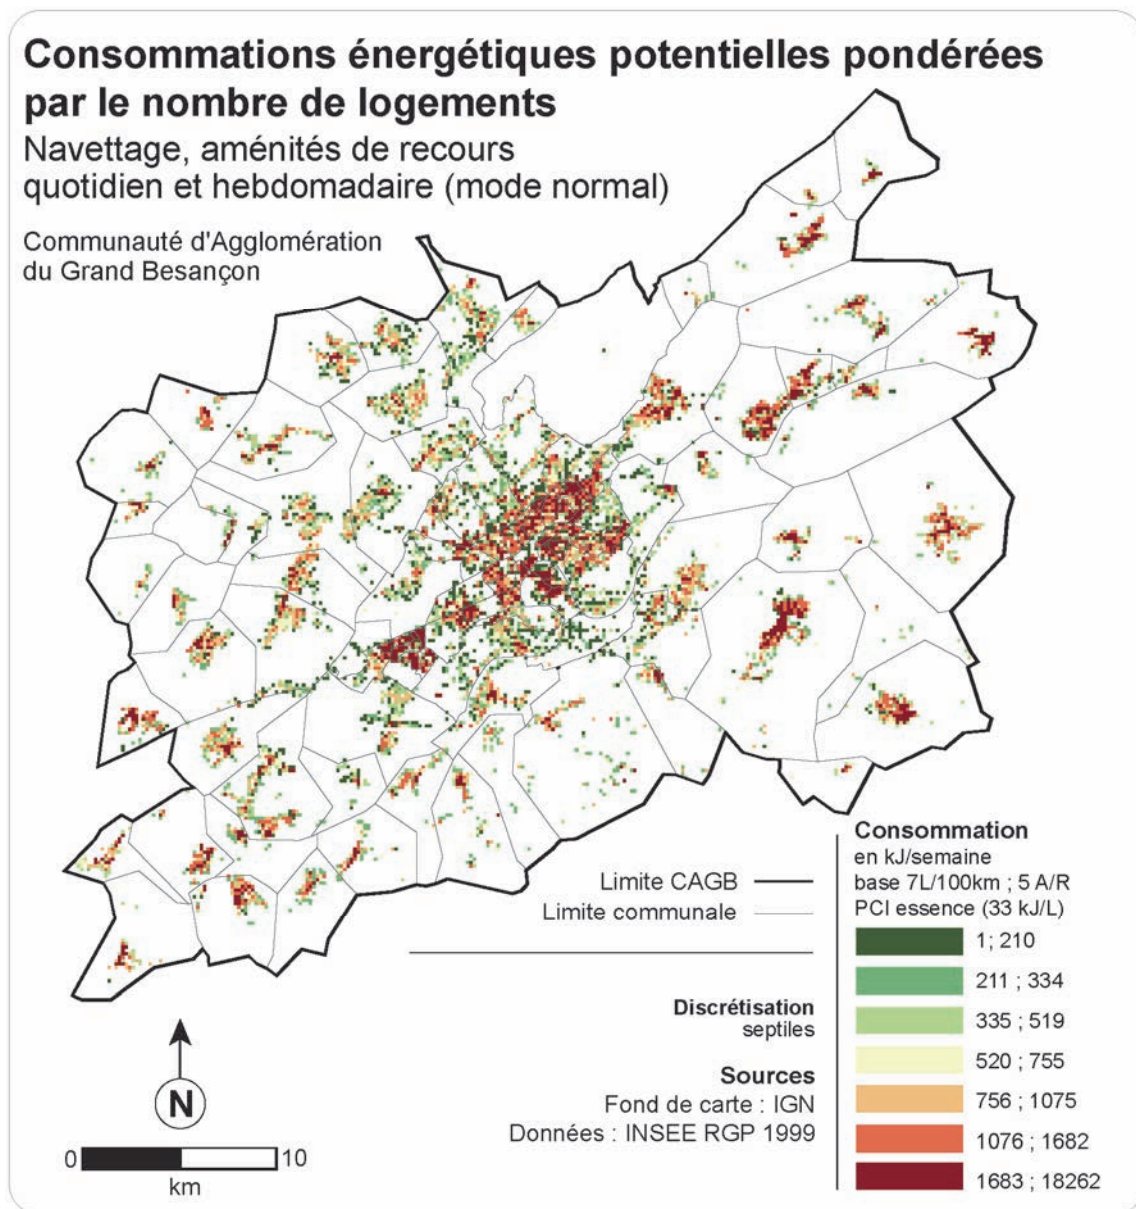 Consommations énergétiques potentielles pondérées
par le nombre de logements
Navettage, aménités de recours
quotidien et hebdomadaire (mode normal)
Communauté d'Agglomération
du Grand Besançon
Limite CAGB
Limite communale
Discrétisation
septiles
Sources
Fond de carte : IGN
Données : INSEE RGP 1999
Consommation
en kJ/semaine
base 7L/100km ; 5 A/R
PCI essence (33 kJ/L)
1; 210
211 ; 334
335 ; 519
520 ; 755
756 ; 1075
1076 ; 1682
1683 ; 18262
N
0 10
km